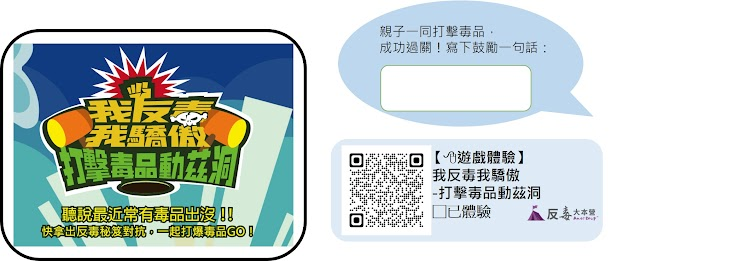 我反毒
我驕傲
打擊毒品動茲洞
聽說最近常有毒品出沒!!
快拿出反毒秘笈對抗，一起打爆毒品GO！
親子一同打擊毒品，
成功過關！寫下鼓勵一句話：
【遊戲體驗】
我反毒我驕傲
-打擊毒品動茲洞
□已體驗
反毒大本營